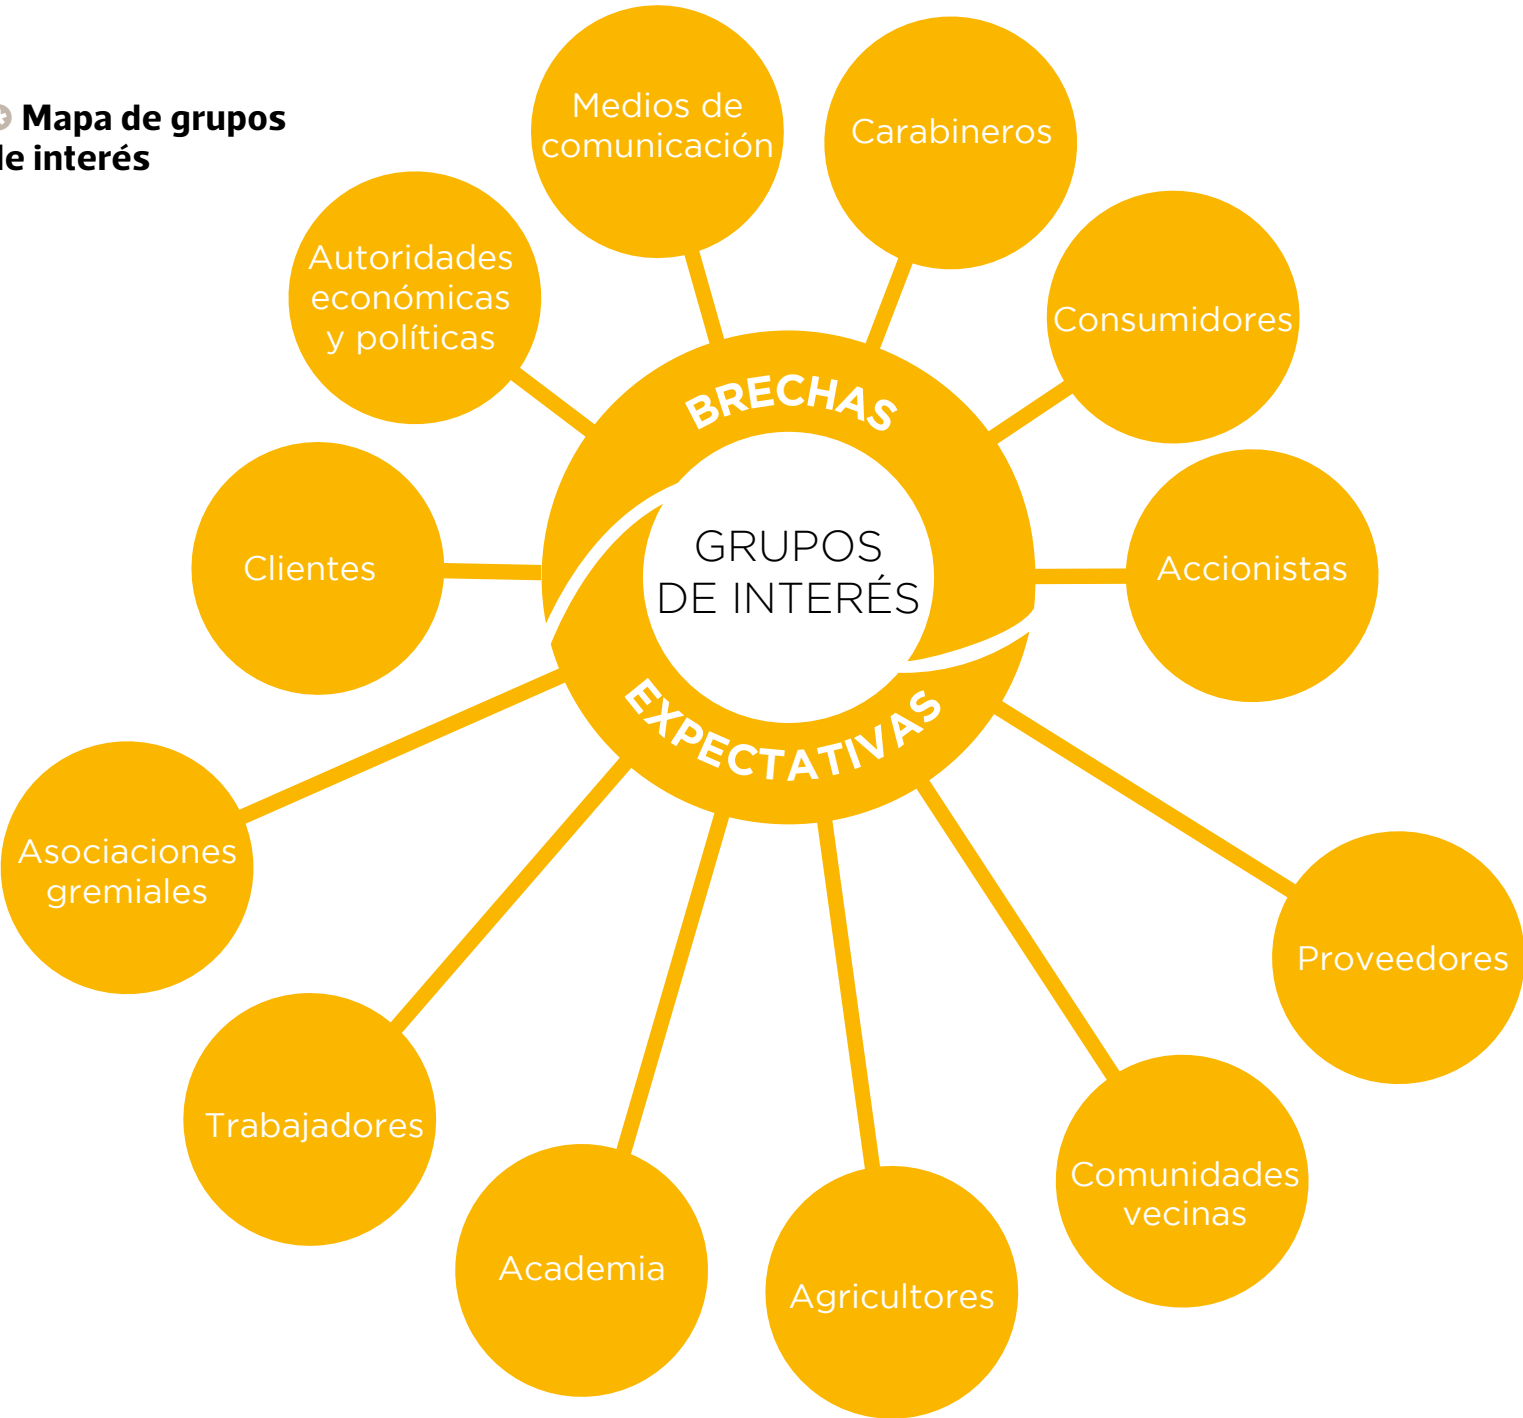 Mapa de grupos
de interés
Medios de
comunicación
Carabineros
Autoridades
económicas
y políticas
Consumidores
BRECHAS
Clientes
GRUPOS
DE INTERÉS
Accionistas
EXPECTATIVAS
Asociaciones
gremiales
Proveedores
Trabajadores
Comunidades
vecinas
Academia
Agricultores